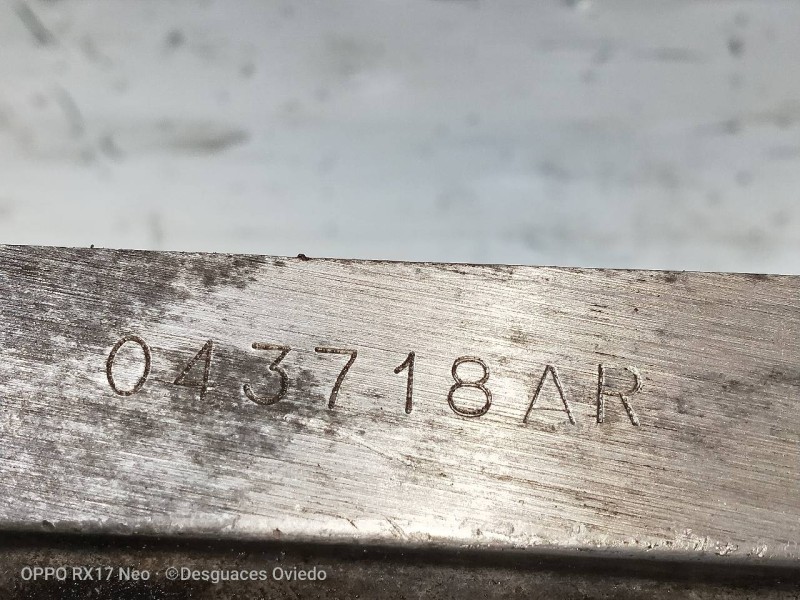 043718AR
OPPO RX17 Neo · ©Desguaces Oviedo